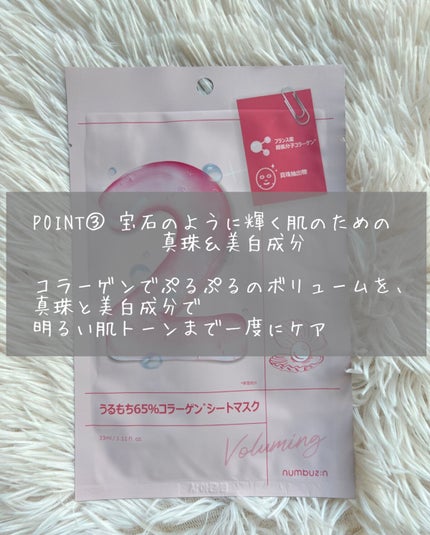 フランス産
超低分子コラーゲン*
真珠抽出物
2
POINT③ 宝石のように輝く肌のための
真珠&美白成分
コラーゲンでぷるぷるのボリュームを、
真珠と美白成分で
明るい肌トーンまで一度にケア
うるもち65%コラーゲンシートマスク
Voluming
numbuz:n